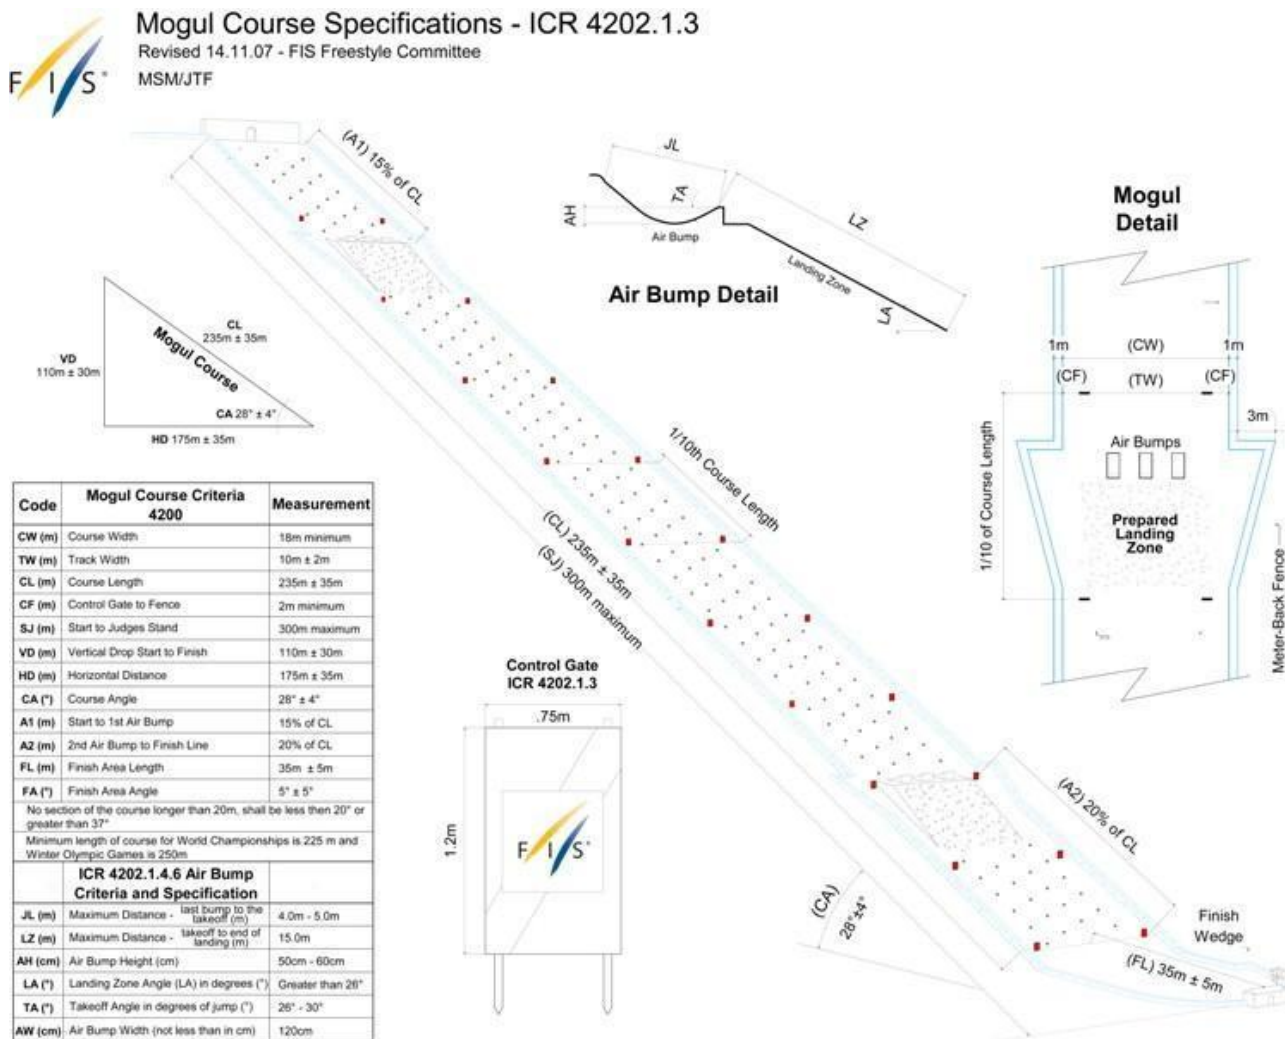 Mogul Course Specifications - ICR 4202.1.3
Revised 14.11.07 - FIS Freestyle Committee
MSM/JTF
FIS
(A1) 15% of CL
JL
TA
AH
LZ
Air Bump
Landing Zone
LA
Air Bump Detail
Mogul
Detail
1m
(CW)
1m
(CF)
(TW)
(CF)
3m
Air Bumps
1/10 of Course Length
Prepared
Landing
Zone
Meter-Back Fence
CL
235m ± 35m
VD
110m ± 30m
Mogul Course
CA 28° ± 4°
HD 175m ± 35m
1/10th Course Length
(CL) 235m ± 35m
(SJ) 300m maximum
Code Mogul Course Criteria 4200 Measurement
CW (m) Course Width 18m minimum
TW (m) Track Width 10m ± 2m
CL (m) Course Length 235m ± 35m
CF (m) Control Gate to Fence 2m minimum
SJ (m) Start to Judges Stand 300m maximum
VD (m) Vertical Drop Start to Finish 110m ± 30m
HD (m) Horizontal Distance 175m ± 35m
CA (°) Course Angle 28° ± 4°
A1 (m) Start to 1st Air Bump 15% of CL
A2 (m) 2nd Air Bump to Finish Line 20% of CL
FL (m) Finish Area Length 35m ± 5m
FA (°) Finish Area Angle 5° ± 5°
No section of the course longer than 20m, shall be less then 20° or
greater than 37°
Minimum length of course for World Championships is 225 m and
Winter Olympic Games is 250m
ICR 4202.1.4.6 Air Bump
Criteria and Specification
JL (m) Maximum Distance - last bump to the takeoff (m) 4.0m - 5.0m
LZ (m) Maximum Distance - takeoff to end of landing (m) 15.0m
AH (cm) Air Bump Height (cm) 50cm - 60cm
LA (°) Landing Zone Angle (LA) in degrees (°) Greater than 26°
TA (°) Takeoff Angle in degrees of jump (°) 26° - 30°
AW (cm) Air Bump Width (not less than in cm) 120cm
Control Gate
ICR 4202.1.3
.75m
1.2m
FIS
(A2) 20% of CL
(CA)
28°±4°
Finish
Wedge
(FL) 35m ± 5m